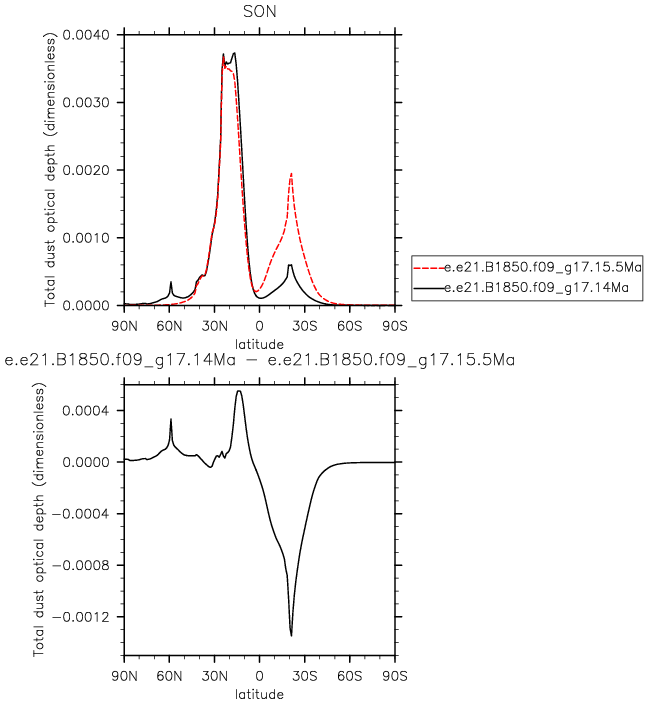 SON
Total dust optical depth (dimensionless)
0.0040
0.0030
0.0020
0.0010
0.0000
90N 60N 30N 0 30S 60S 90S
latitude
e.e21.B1850.f09_g17.15.5Ma
e.e21.B1850.f09_g17.14Ma
e.e21.B1850.f09_g17.14Ma − e.e21.B1850.f09_g17.15.5Ma
Total dust optical depth (dimensionless)
0.0004
0.0000
−0.0004
−0.0008
−0.0012
90N 60N 30N 0 30S 60S 90S
latitude